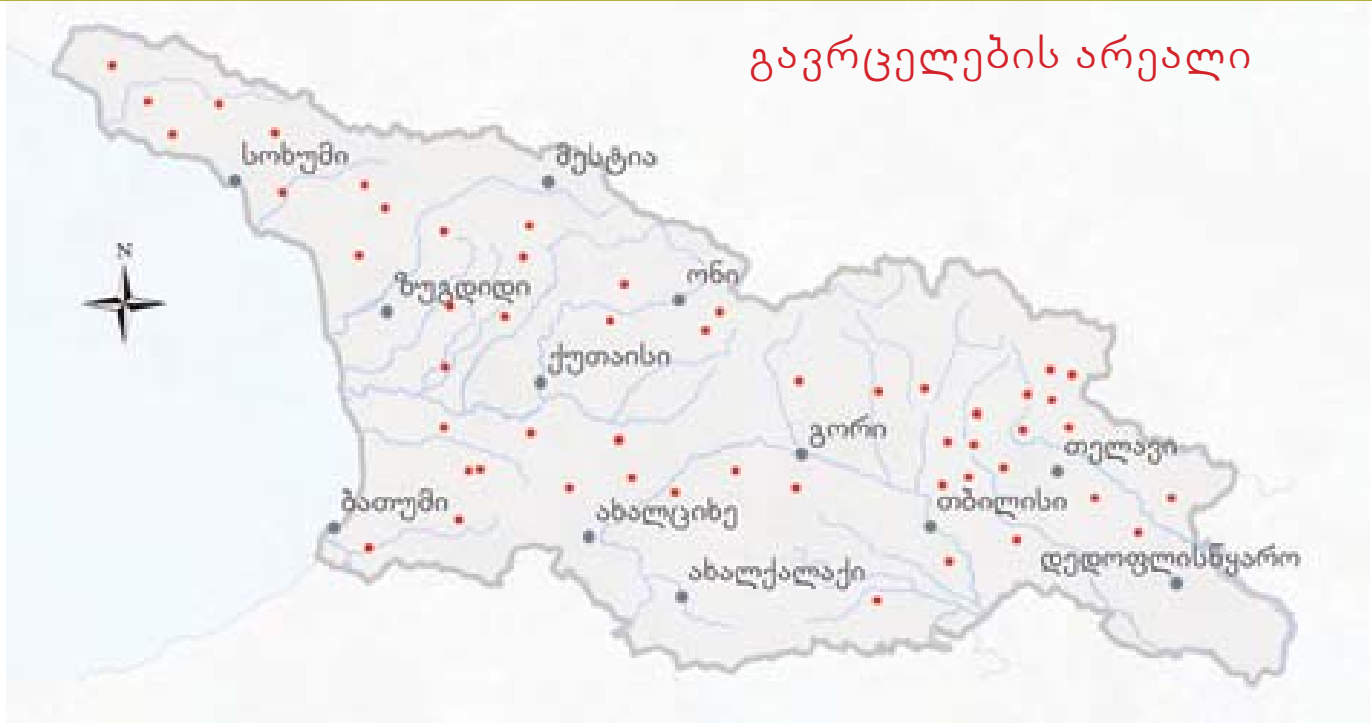 გავრცელების არეალი
სოხუმი
მესტია
ონი
ზუგდიდი
ქუთაისი
გორი
თელავი
ბათუმი
ახალციხე
თბილისი
ახალქალაქი
დედოფლისწყარო
N